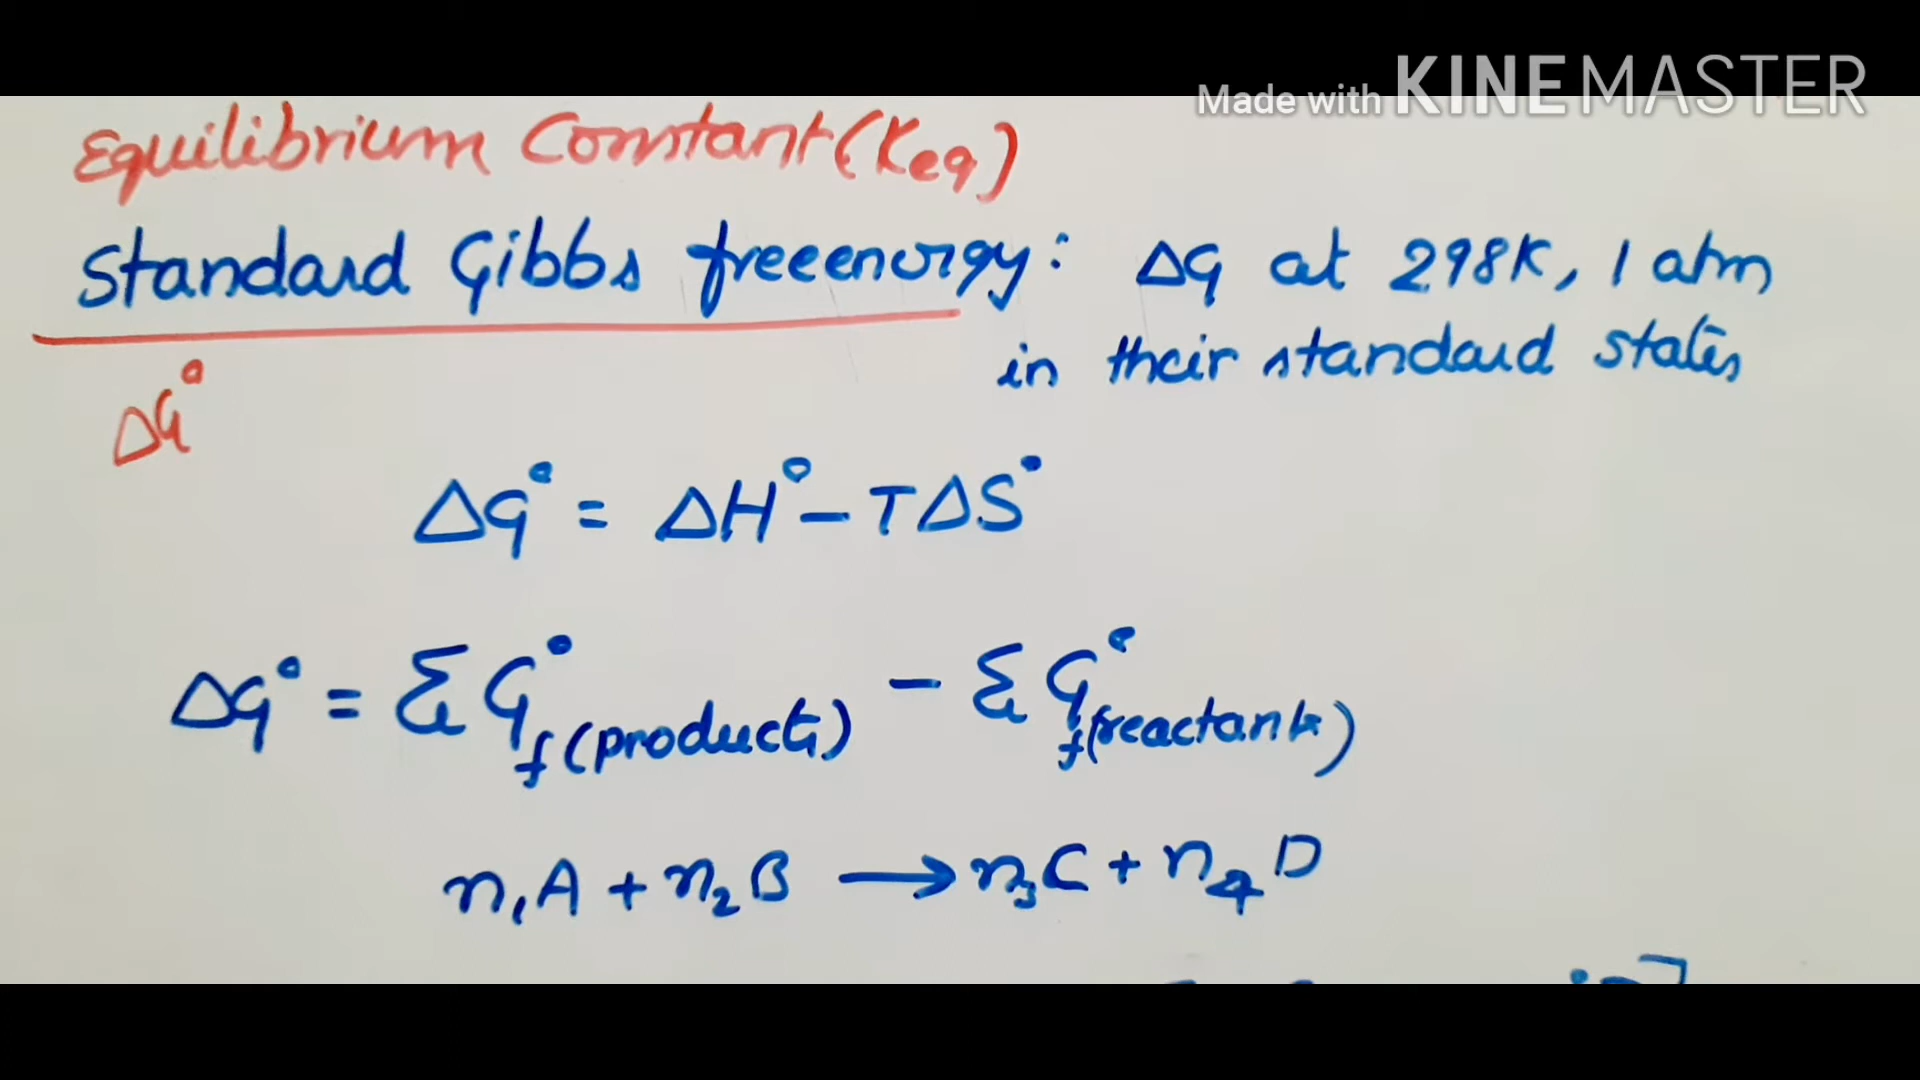 Made with KINEMASTER
Equilibrium Constant (Keq)
Standard Gibbs freeenergy: ΔG at 298K, 1 atm
in their standard states
ΔG°
ΔG° = ΔH° - TΔS°
ΔG° = Σ G°f(products) - Σ G°f(reactants)
n₁A + n₂B ⟶ n₃C + n₄D